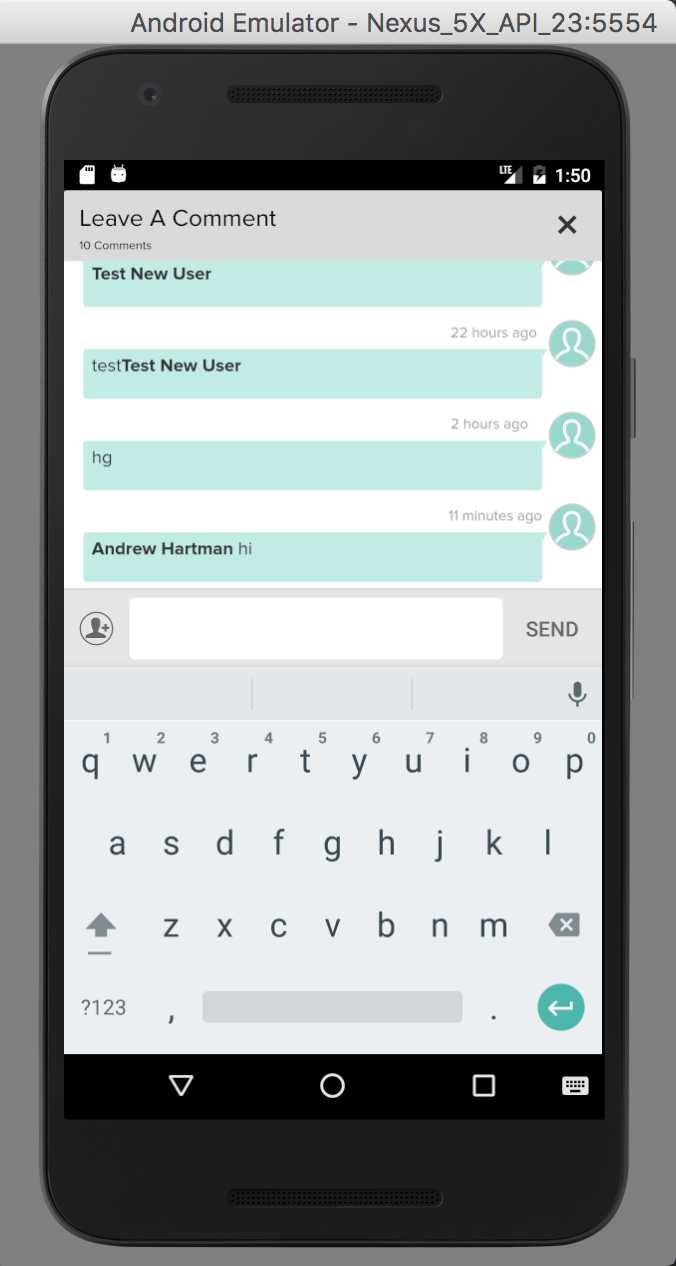 Android Emulator - Nexus_5X_API_23:5554
LTE 1:50
Leave A Comment
10 Comments
Test New User
22 hours ago
testTest New User
2 hours ago
hg
11 minutes ago
Andrew Hartman hi
SEND
1 2 3 4 5 6 7 8 9 0
q w e r t y u i o p
a s d f g h j k l
z x c v b n m
?123 , .